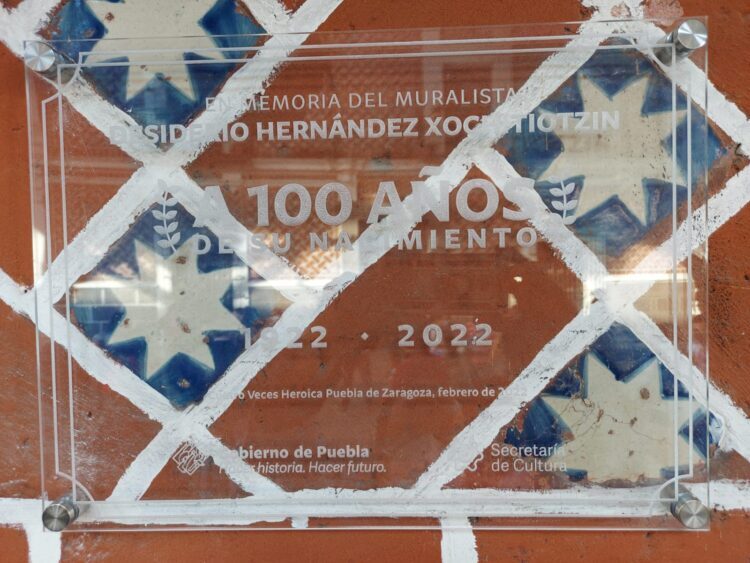 EN MEMORIA DEL MURALISTA
DESIDERIO HERNÁNDEZ XOCHITIOTZIN
A 100 AÑOS
DE SU NACIMIENTO
1922 · 2022
Veces Heroica Puebla de Zaragoza, febrero de
Gobierno de Puebla
Hacer historia. Hacer futuro.
Secretaría
de Cultura